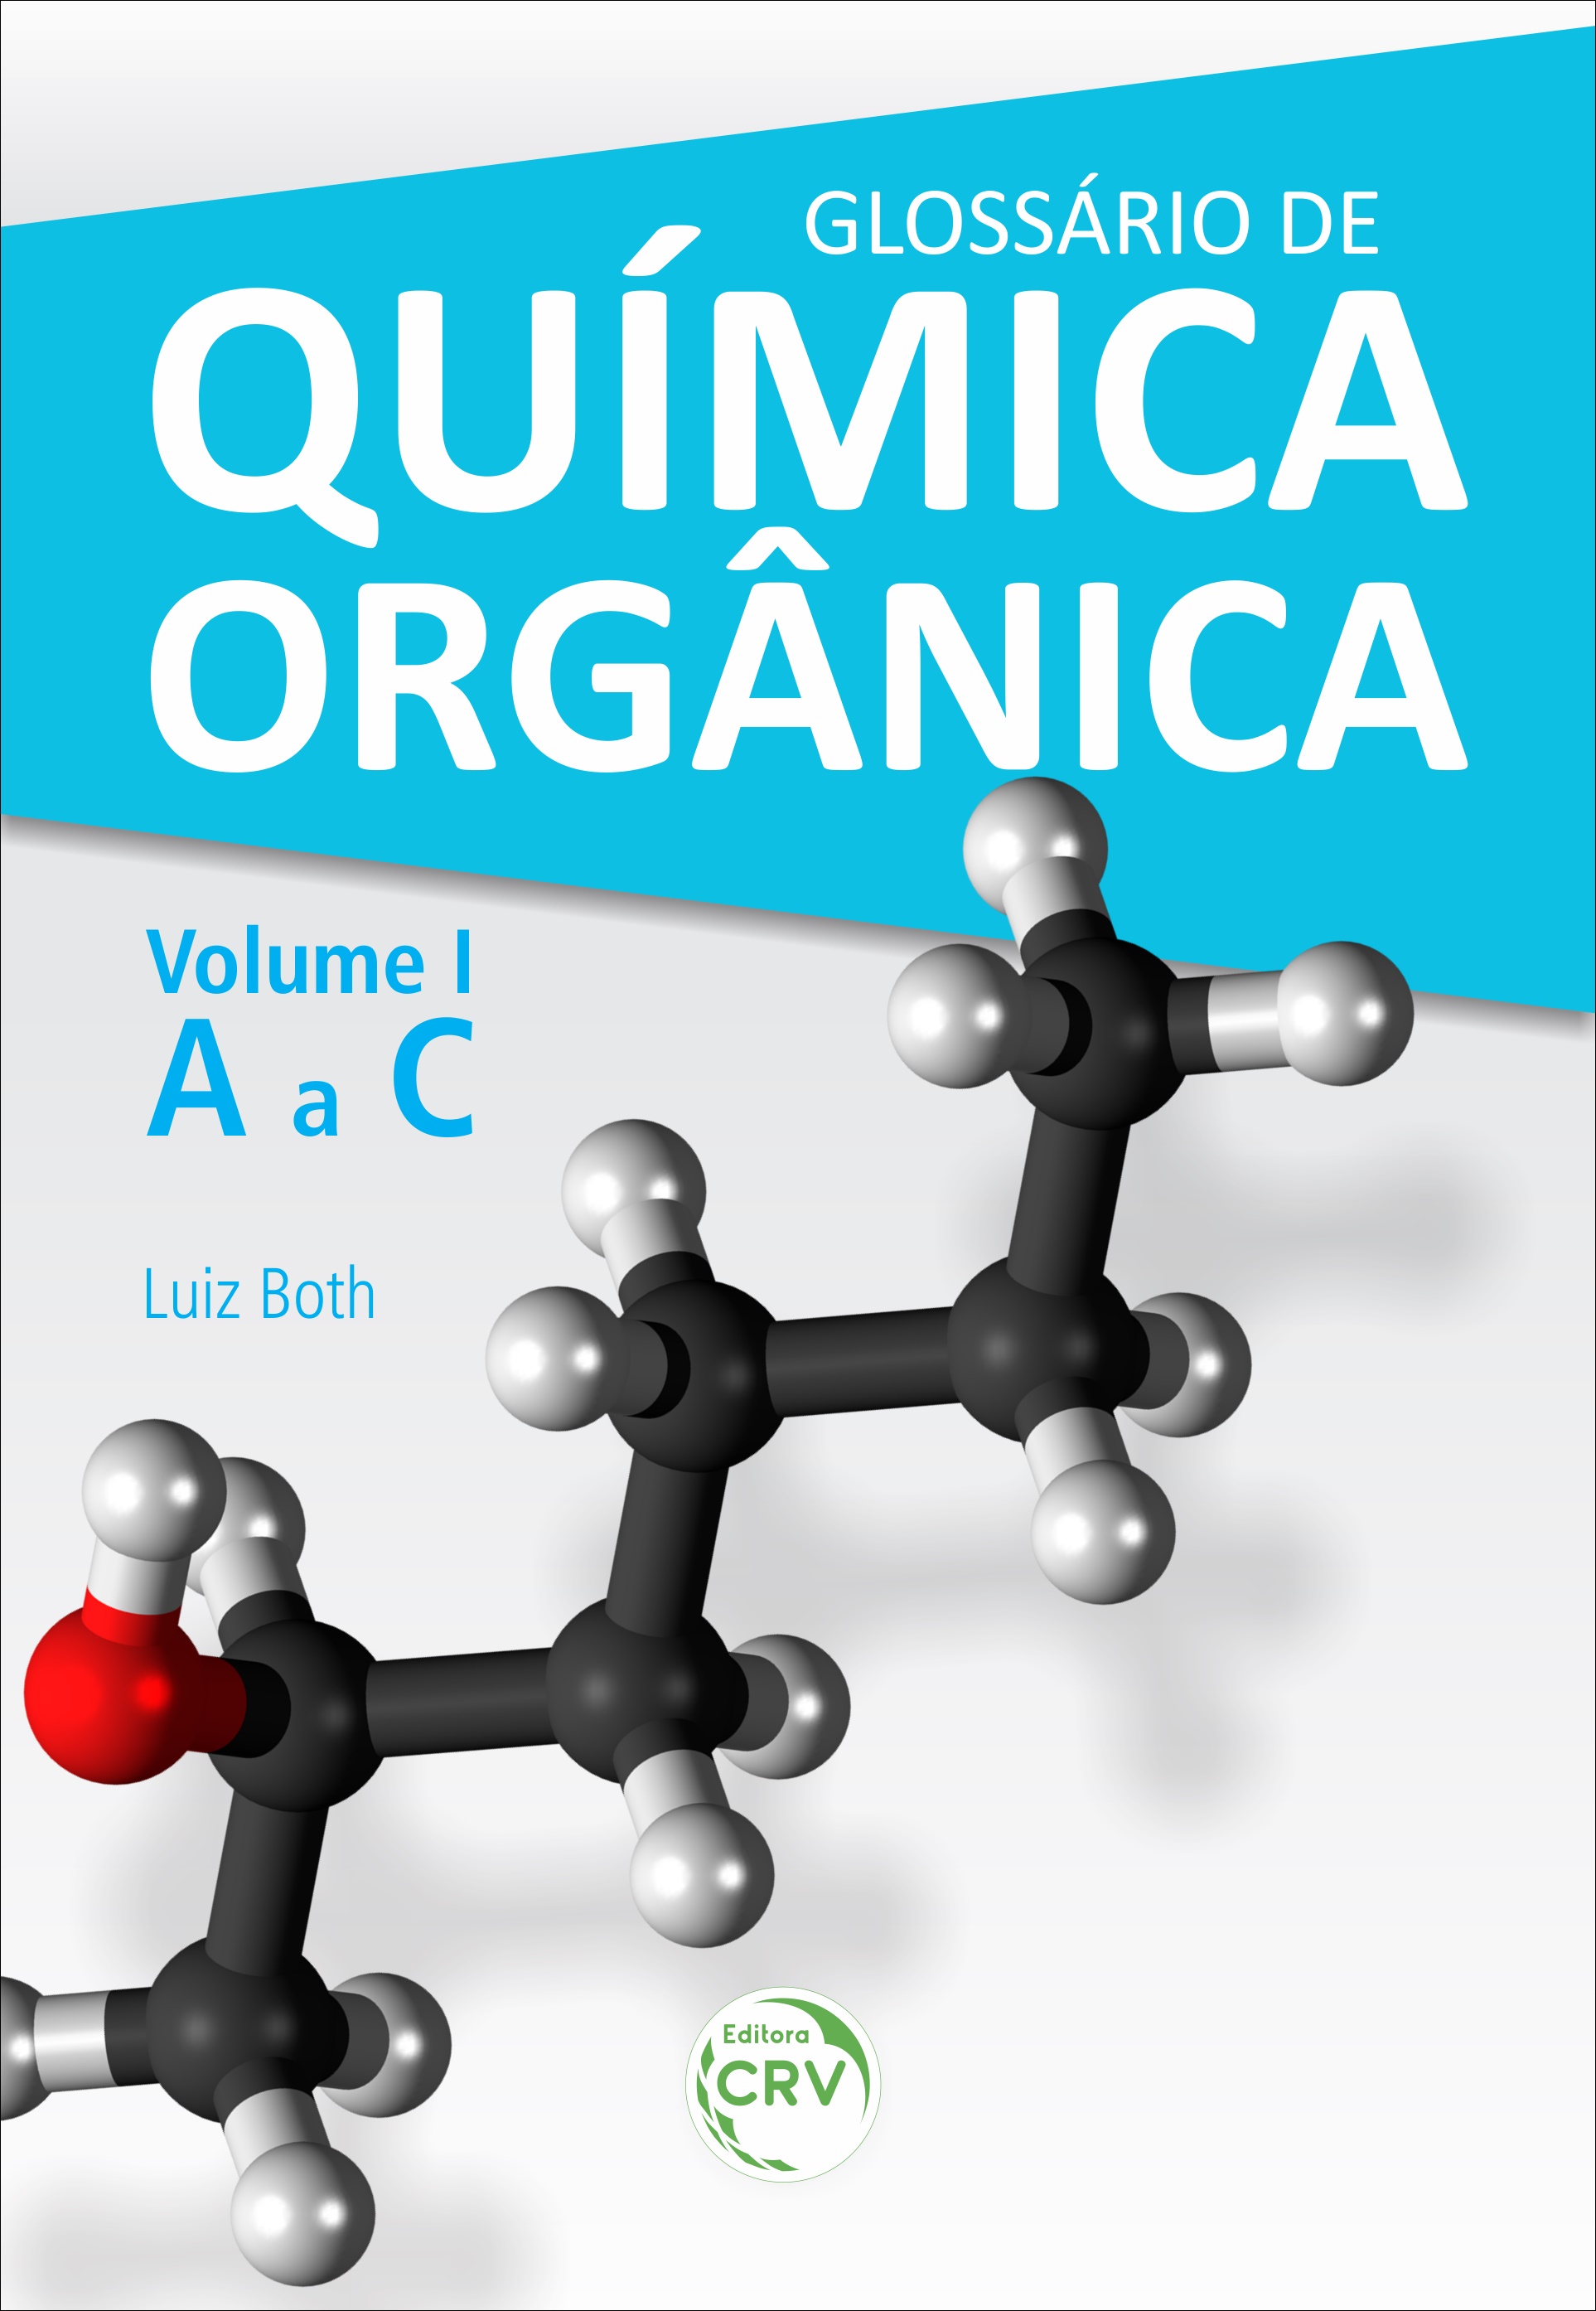 GLOSSÁRIO DE
QUÍMICA
ORGÂNICA
Volume I
A a C
Luiz Both
Editora
CRV